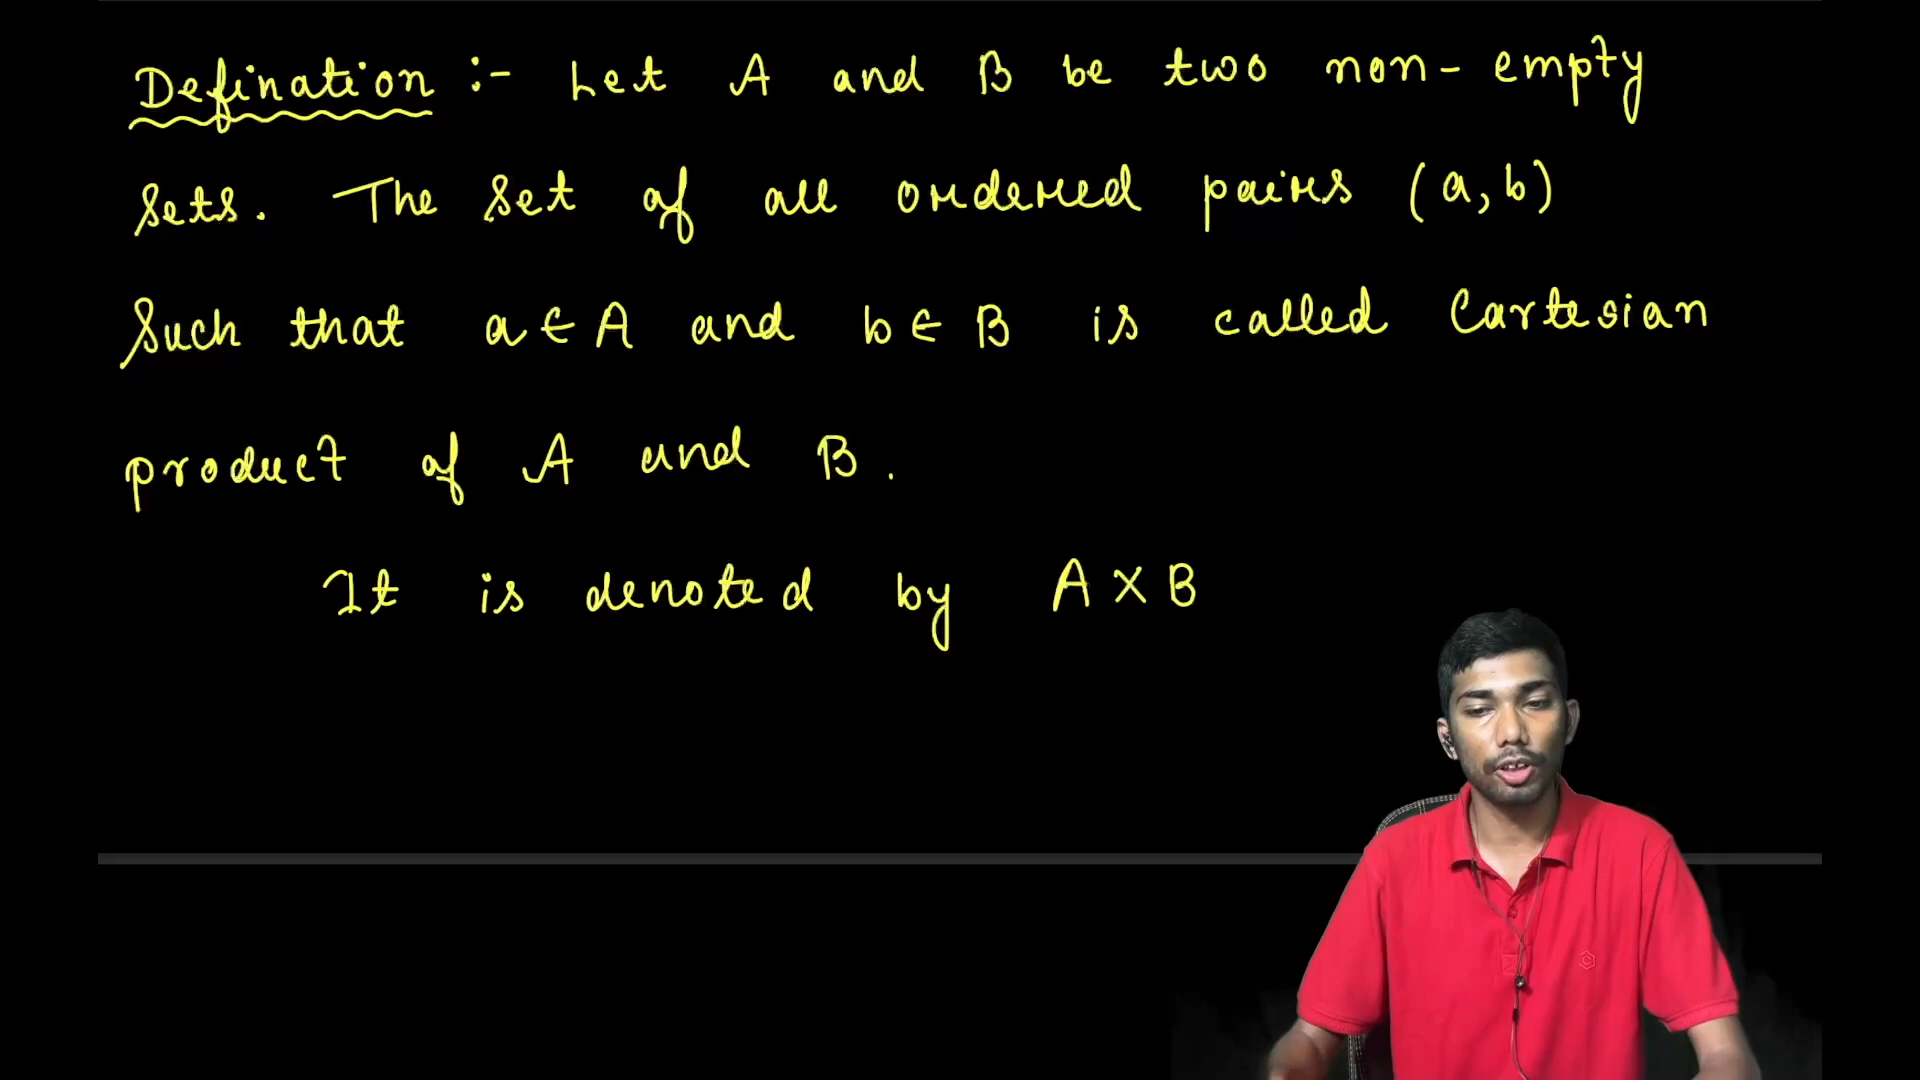 Defination :- Let A and B be two non-empty
sets. The set of all ordered pairs (a, b)
Such that a ∈ A and b ∈ B is called Cartesian
product of A and B.
It is denoted by A × B